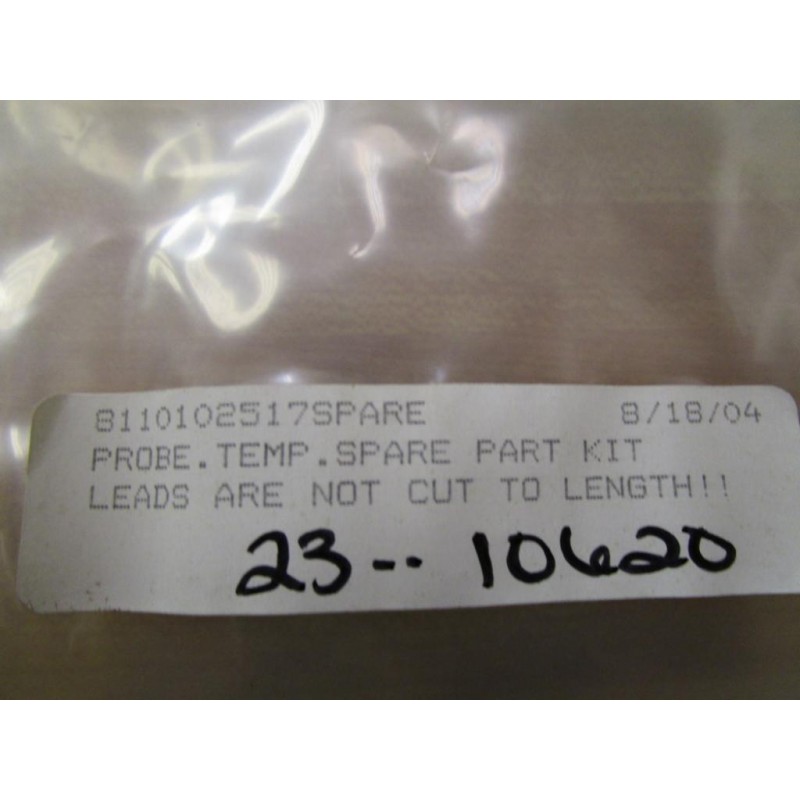 8110102517SPARE 8/18/04
PROBE.TEMP.SPARE PART KIT
LEADS ARE NOT CUT TO LENGTH!!
23-- 10620